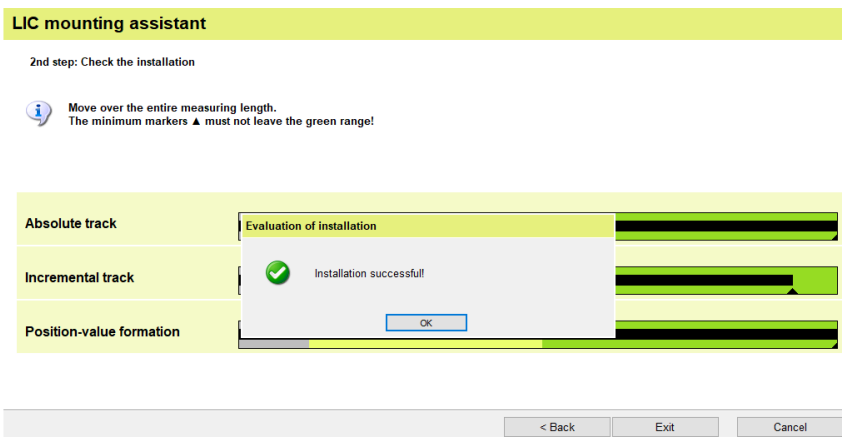 LIC mounting assistant
2nd step: Check the installation
Move over the entire measuring length.
The minimum markers ▲ must not leave the green range!
Absolute track
Evaluation of installation
Installation successful!
Incremental track
OK
Position-value formation
< Back
Exit
Cancel